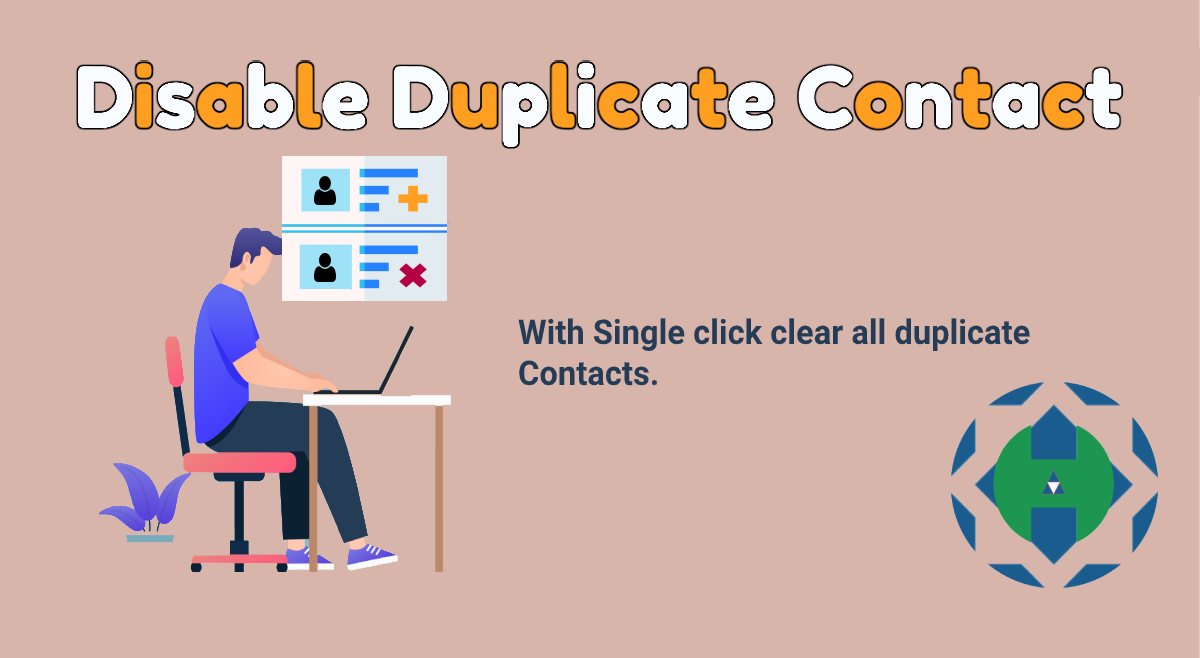 Disable Duplicate Contact
With Single click clear all duplicate
Contacts.